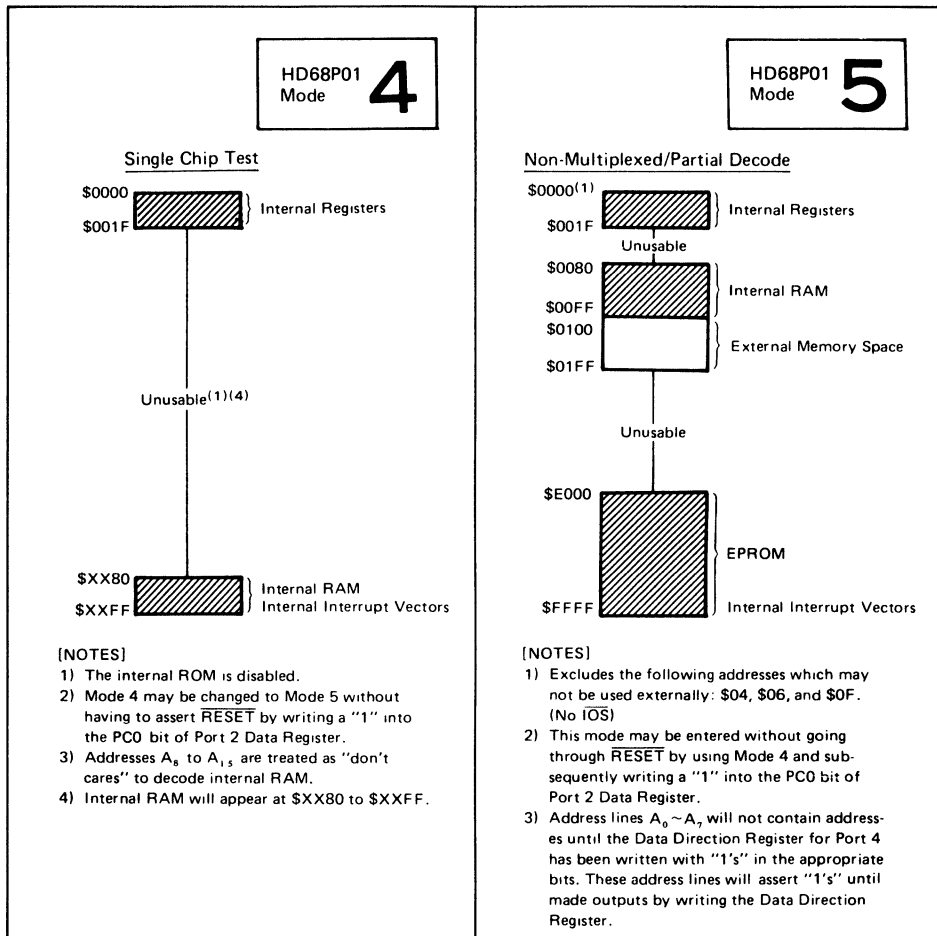 HD68P01
Mode 4
Single Chip Test
$0000
Internal Registers
$001F
Unusable(1)(4)
$XX80
Internal RAM
Internal Interrupt Vectors
$XXFF
[NOTES]
1) The internal ROM is disabled.
2) Mode 4 may be changed to Mode 5 without
having to assert RESET by writing a "1" into
the PC0 bit of Port 2 Data Register.
3) Addresses A8 to A15 are treated as "don't
cares" to decode internal RAM.
4) Internal RAM will appear at $XX80 to $XXFF.
HD68P01
Mode 5
Non-Multiplexed/Partial Decode
$0000(1)
Internal Registers
$001F
Unusable
$0080
Internal RAM
$00FF
$0100
External Memory Space
$01FF
Unusable
$E000
EPROM
$FFFF
Internal Interrupt Vectors
[NOTES]
1) Excludes the following addresses which may
not be used externally: $04, $06, and $0F.
(No IOS)
2) This mode may be entered without going
through RESET by using Mode 4 and sub-
sequently writing a "1" into the PC0 bit of
Port 2 Data Register.
3) Address lines A0~A7 will not contain address-
es until the Data Direction Register for Port 4
has been written with "1's" in the appropriate
bits. These address lines will assert "1's" until
made outputs by writing the Data Direction
Register.